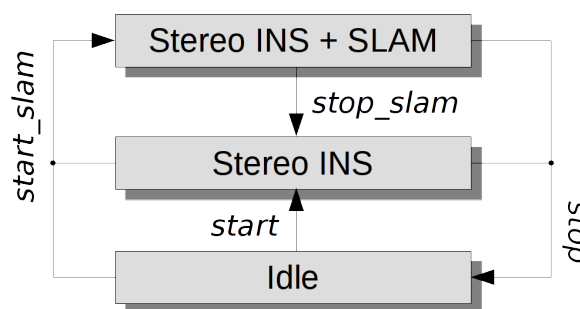 Stereo INS + SLAM
start_slam
stop_slam
Stereo INS
start
stop
Idle